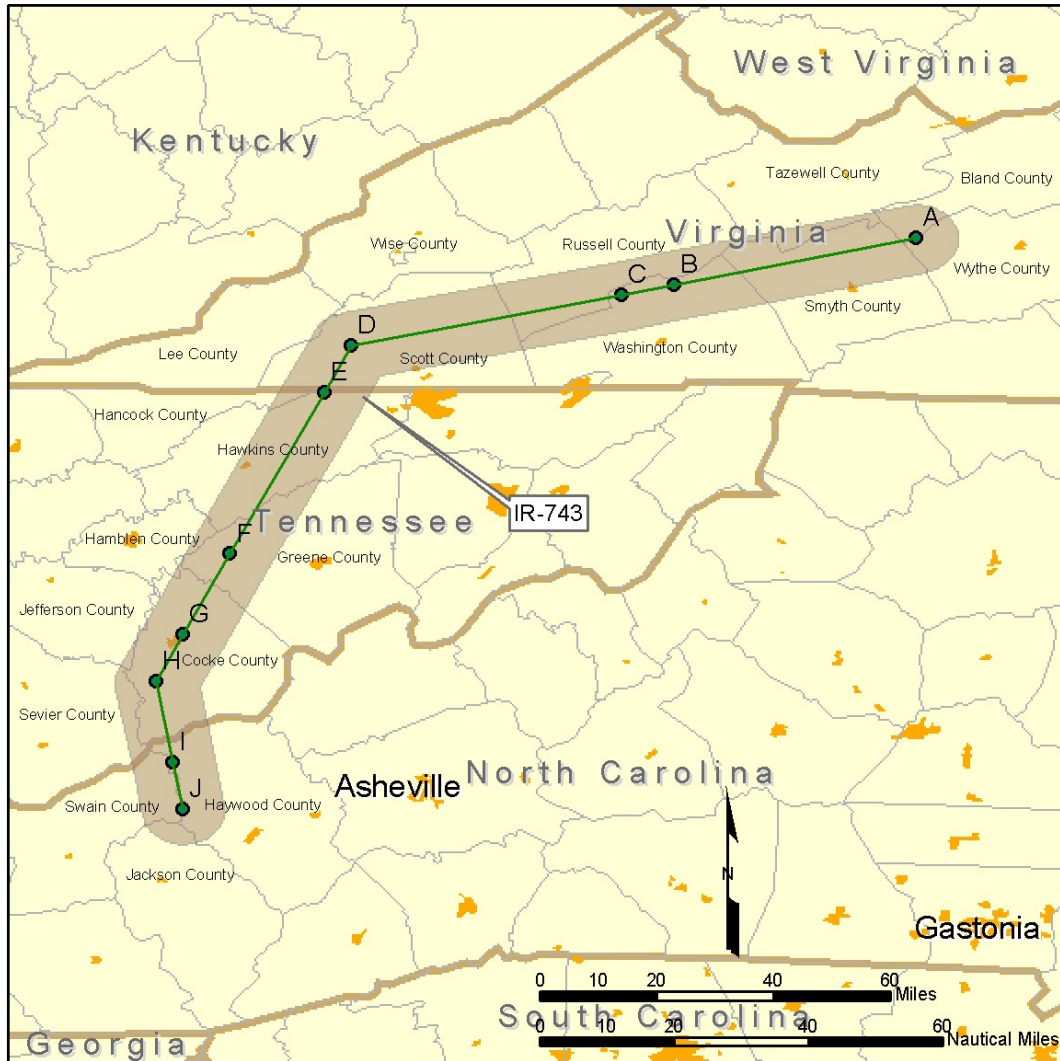 West Virginia
Kentucky
Tazewell County
Bland County
A
Virginia
Wise County
Russell County
Wythe County
B
C
Smyth County
D
Lee County
Scott County
Washington County
E
Hancock County
Hawkins County
IR-743
Tennessee
F
Hamblen County
Greene County
Jefferson County
G
H
Cocke County
Sevier County
I
North Carolina
Asheville
J
Swain County
Haywood County
Jackson County
N
Gastonia
0 10 20 40 60
Miles
South Carolina
0 10 20 40 60
Nautical Miles
Georgia